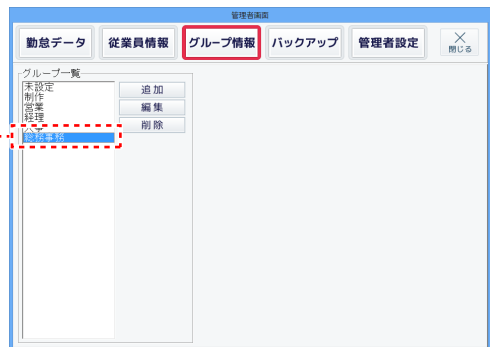 管理者画面
勤怠データ
従業員情報
グループ情報
バックアップ
管理者設定
閉じる
グループ一覧
未設定
制作
営業
経理
人事
総務事務
追加
編集
削除